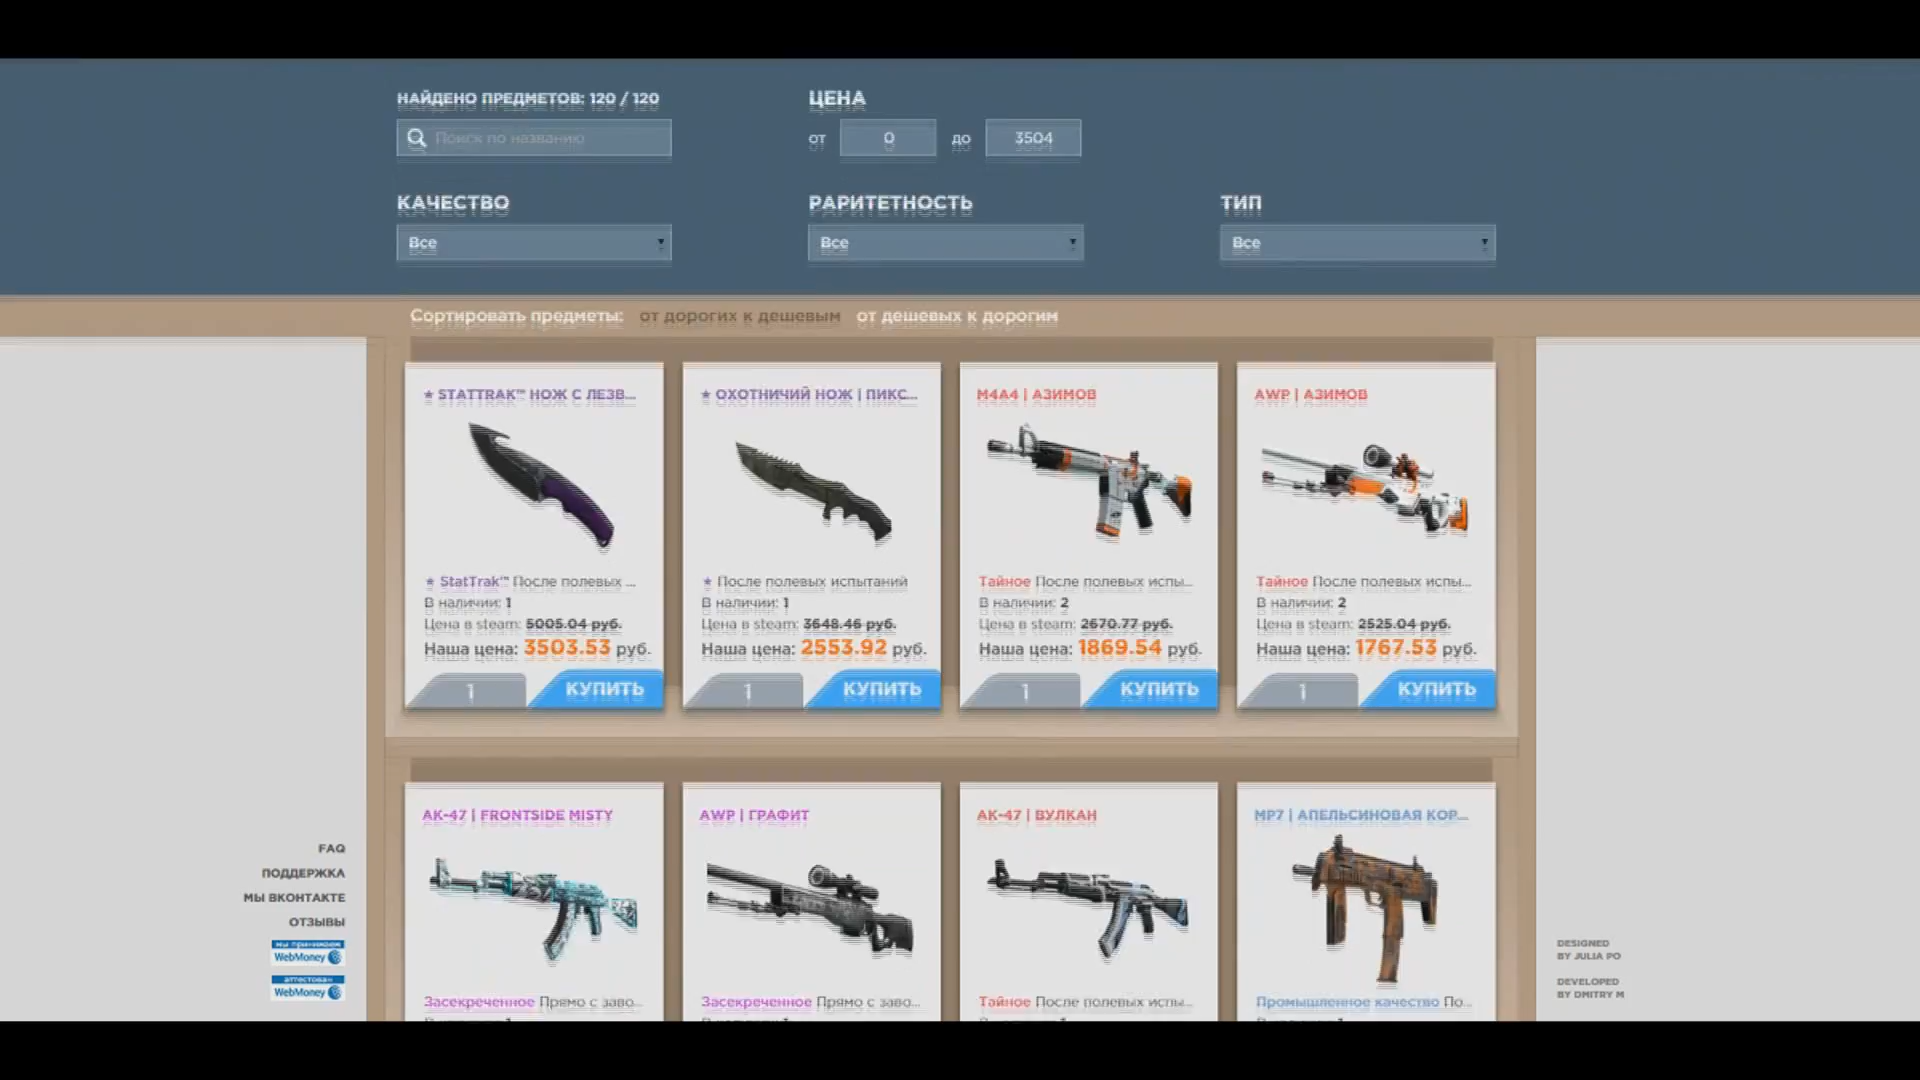 НАЙДЕНО ПРЕДМЕТОВ: 120 / 120
Поиск по названию
ЦЕНА
от 0 до 3504
КАЧЕСТВО
Все
РАРИТЕТНОСТЬ
Все
ТИП
Все
Сортировать предметы: от дорогих к дешевым от дешевых к дорогим
★ STATTRAK™ НОЖ С ЛЕЗВ...
★ StatTrak™ После полевых ...
В наличии: 1
Цена в steam: 5005.04 руб.
Наша цена: 3503.53 руб.
1 КУПИТЬ
★ ОХОТНИЧИЙ НОЖ | ПИКС...
★ После полевых испытаний
В наличии: 1
Цена в steam: 3648.46 руб.
Наша цена: 2553.92 руб.
1 КУПИТЬ
M4A4 | АЗИМОВ
Тайное После полевых испы...
В наличии: 2
Цена в steam: 2670.77 руб.
Наша цена: 1869.54 руб.
1 КУПИТЬ
AWP | АЗИМОВ
Тайное После полевых испы...
В наличии: 2
Цена в steam: 2525.04 руб.
Наша цена: 1767.53 руб.
1 КУПИТЬ
AK-47 | FRONTSIDE MISTY
Засекреченное Прямо с заво...
AWP | ГРАФИТ
Засекреченное Прямо с заво...
AK-47 | ВУЛКАН
Тайное После полевых испы...
MP7 | АПЕЛЬСИНОВАЯ КОР...
Промышленное качество По...
FAQ
ПОДДЕРЖКА
МЫ ВКОНТАКТЕ
ОТЗЫВЫ
мы принимаем
WebMoney
аттестован
WebMoney
DESIGNED
BY JULIA PO
DEVELOPED
BY DMITRY M